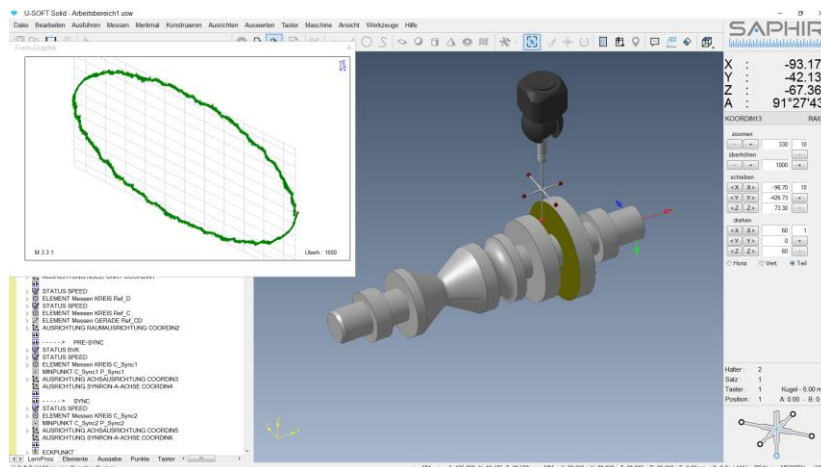 U-SOFT Solid - Arbeitsbereich1 usw
Datei Bearbeiten Ausführen Messen Merkmal Konstruieren Ausrichten Auswerten Taster Maschine Ansicht Werkzeuge Hilfe
SAPHIR
Form-Graphik
5µm
M 3.3:1
Überh.: 1000
X : -93.17
Y : -42.13
Z : -67.36
A : 91°27'43
KOORDIN13
zoomen
- + 330 10
überhöhen
1000
schieben
<X X> -96.70 10
<Y Y> -426.73
<Z Z> 73.30
drehen
<X X> 60 1
<Y Y> 0
<Z Z> 60
Horiz. Vert. Teil
STATUS SPEED
ELEMENT Messen KREIS Ref_D
STATUS SPEED
ELEMENT Messen KREIS Ref_C
ELEMENT Messen GERADE Ref_CD
AUSRICHTUNG RAUMAUSRICHTUNG COORDIN2
-----> PRE-SYNC
STATUS BVK
STATUS SPEED
ELEMENT Messen KREIS C_Sync1
MINPUNKT C_Sync1 P_Sync1
AUSRICHTUNG ACHSAUSRICHTUNG COORDIN3
AUSRICHTUNG SYNRON-A-ACHSE COORDIN4
-----> SYNC
STATUS SPEED
ELEMENT Messen KREIS C_Sync2
MINPUNKT C_Sync2 P_Sync2
AUSRICHTUNG ACHSAUSRICHTUNG COORDIN5
AUSRICHTUNG SYNRON-A-ACHSE COORDIN6
ECKPUNKT
LernProg Elemente Ausgabe Punkte Taster
Halter : 2
Satz : 1
Taster : 1 Kugel - 6.00 m
Position : 1 A: 0.00 - B: 0